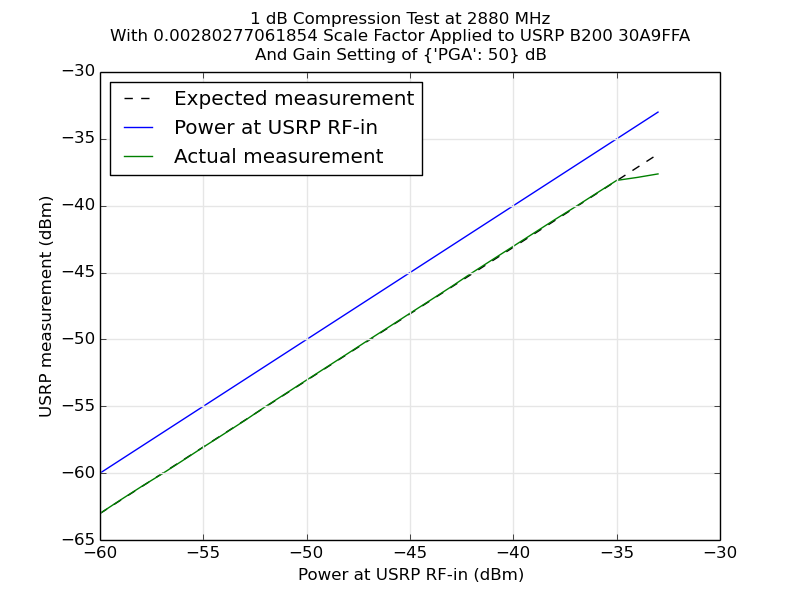 1 dB Compression Test at 2880 MHz
With 0.00280277061854 Scale Factor Applied to USRP B200 30A9FFA
And Gain Setting of {'PGA': 50} dB
−30
Expected measurement
Power at USRP RF-in
Actual measurement
−35
−40
−45
−50
−55
−60
−65
USRP measurement (dBm)
−60 −55 −50 −45 −40 −35 −30
Power at USRP RF-in (dBm)